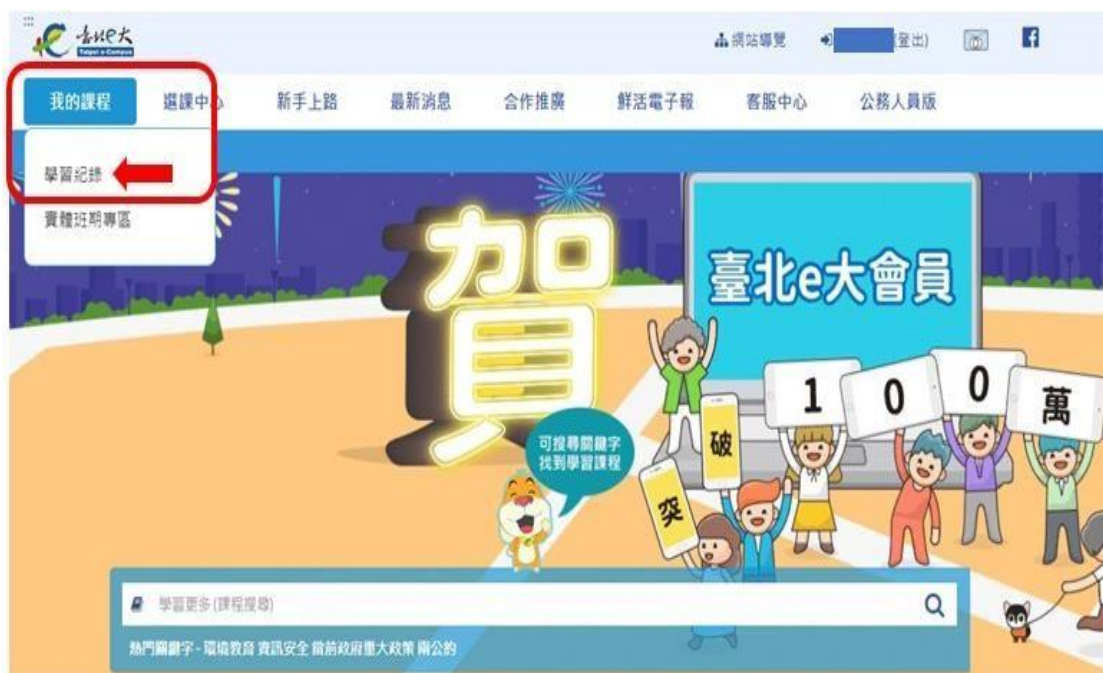 臺北e大
Taipei e-Campus
網站導覽
(登出)
我的課程
選課中心
新手上路
最新消息
合作推廣
鮮活電子報
客服中心
公務人員版
學習紀錄
實體班期專區
賀
臺北e大會員
突破100萬
可搜尋關鍵字
找到學習課程
學習更多(課程搜尋)
熱門關鍵字 - 環境教育 資訊安全 當前政府重大政策 兩公約